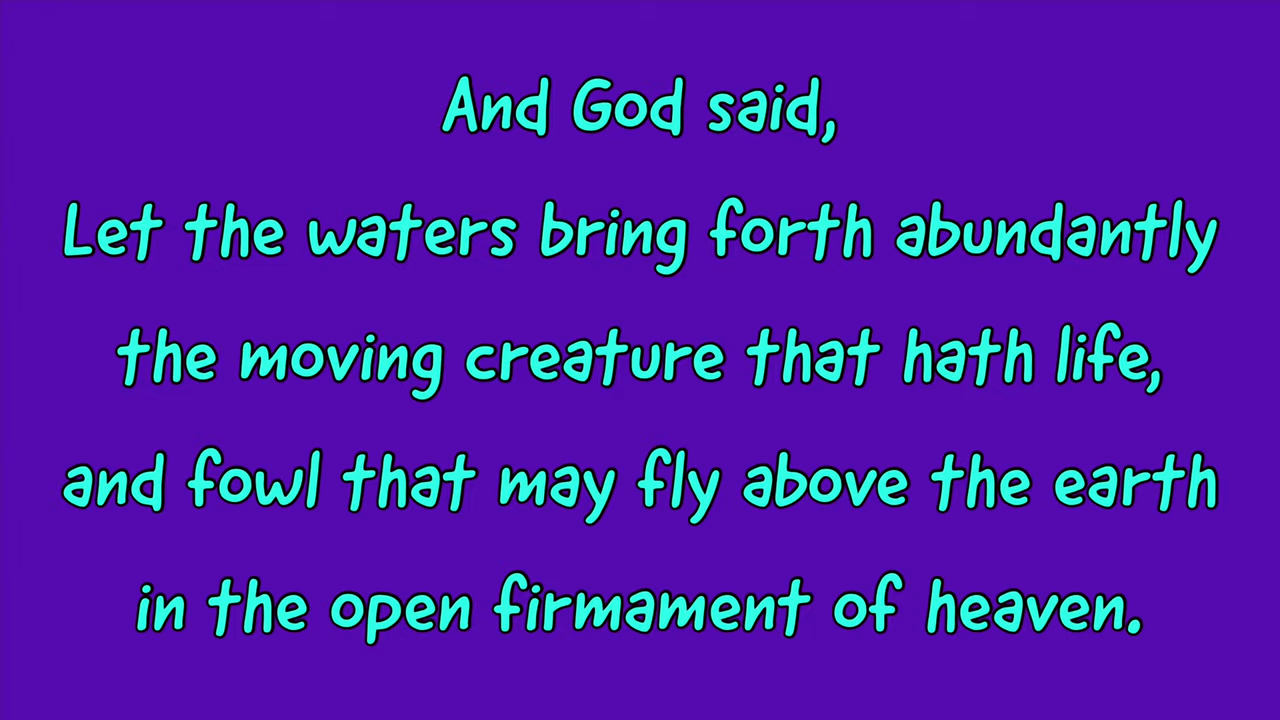 And God said,
Let the waters bring forth abundantly
the moving creature that hath life,
and fowl that may fly above the earth
in the open firmament of heaven.